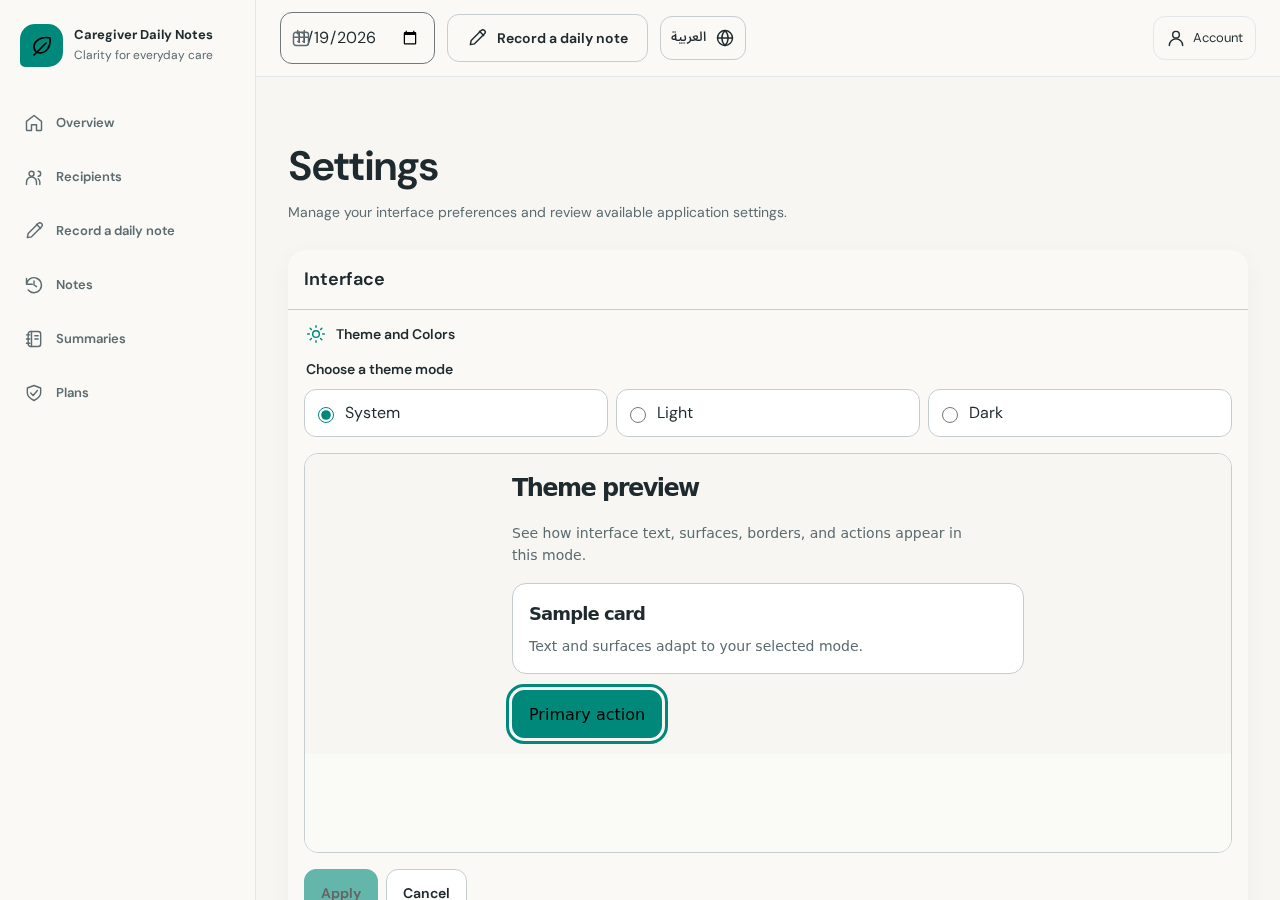 Caregiver Daily Notes
Clarity for everyday care
/19/2026
Record a daily note
العربية
Account
Overview
Recipients
Record a daily note
Notes
Summaries
Plans
Settings
Manage your interface preferences and review available application settings.
Interface
Theme and Colors
Choose a theme mode
System
Light
Dark
Theme preview
See how interface text, surfaces, borders, and actions appear in
this mode.
Sample card
Text and surfaces adapt to your selected mode.
Primary action
Apply
Cancel